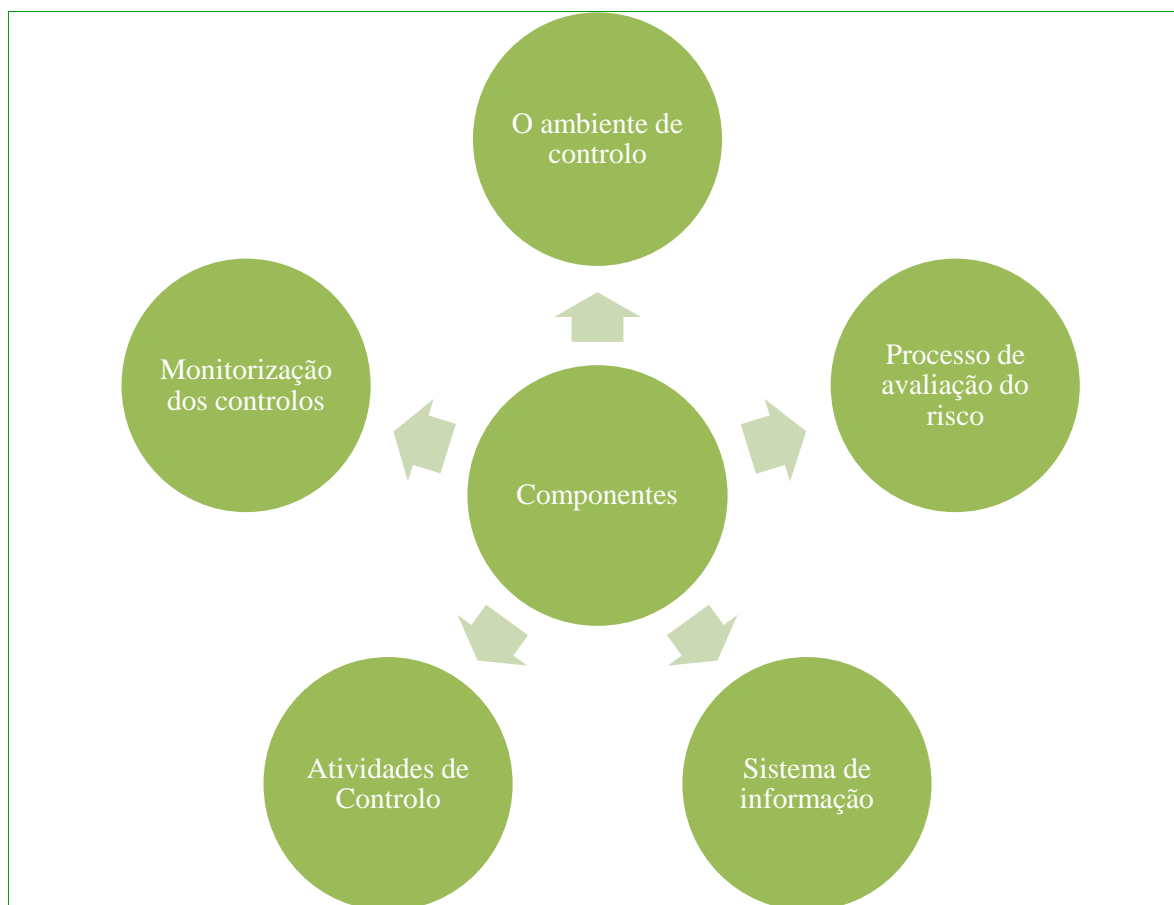 O ambiente de
controlo
Processo de
avaliação do
risco
Sistema de
informação
Atividades de
Controlo
Monitorização
dos controlos
Componentes